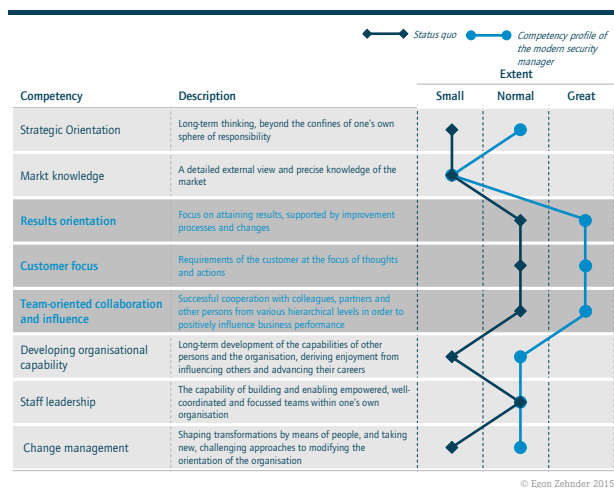 Status quo
Competency profile of
the modern security
manager
Extent
Competency
Description
Small
Normal
Great
Strategic Orientation
Long-term thinking, beyond the confines of one's own
sphere of responsibility
Markt knowledge
A detailed external view and precise knowledge of the
market
Results orientation
Focus on attaining results, supported by improvement
processes and changes
Customer focus
Requirements of the customer at the focus of thoughts
and actions
Team-oriented collaboration
and influence
Successful cooperation with colleagues, partners and
other persons from various hierarchical levels in order to
positively influence business performance
Developing organisational
capability
Long-term development of the capabilities of other
persons and the organisation, deriving enjoyment from
influencing others and advancing their careers
Staff leadership
The capability of building and enabling empowered, well-
coordinated and focussed teams within one's own
organisation
Change management
Shaping transformations by means of people, and taking
new, challenging approaches to modifying the
orientation of the organisation
© Egon Zehnder 2015